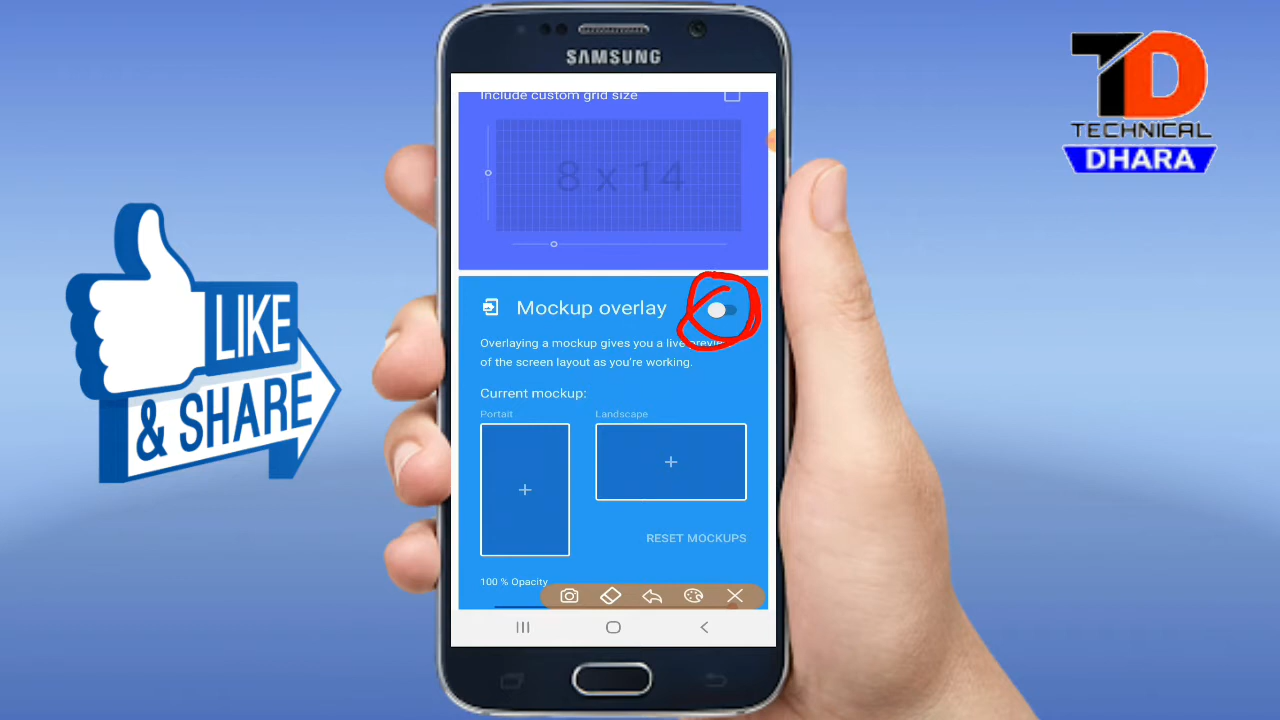 SAMSUNG
Include custom grid size
8 x 14
Mockup overlay
Overlaying a mockup gives you a live preview
of the screen layout as you're working.
Current mockup:
Portait
Landscape
RESET MOCKUPS
100 % Opacity
LIKE
& SHARE
TD
TECHNICAL
DHARA